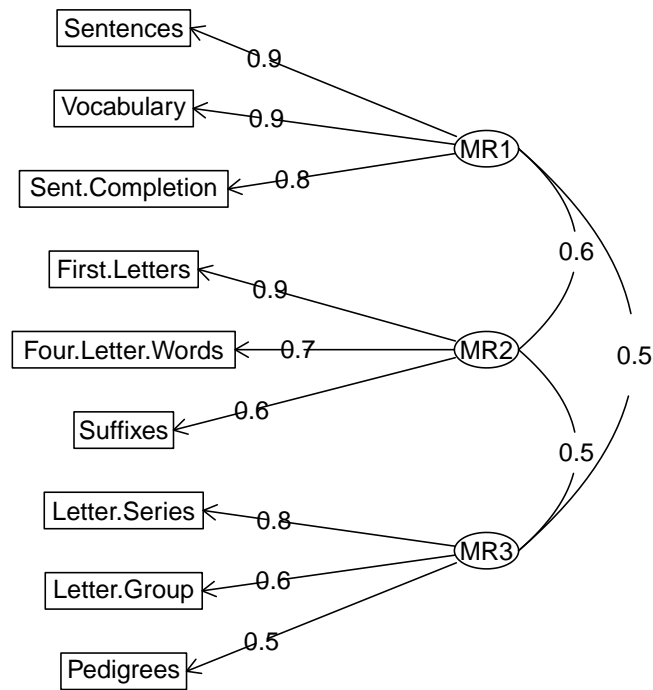 Sentences
0.9
Vocabulary
0.9
MR1
Sent.Completion
0.8
0.6
First.Letters
0.9
Four.Letter.Words
0.7
MR2
0.5
Suffixes
0.6
0.5
Letter.Series
0.8
MR3
Letter.Group
0.6
Pedigrees
0.5